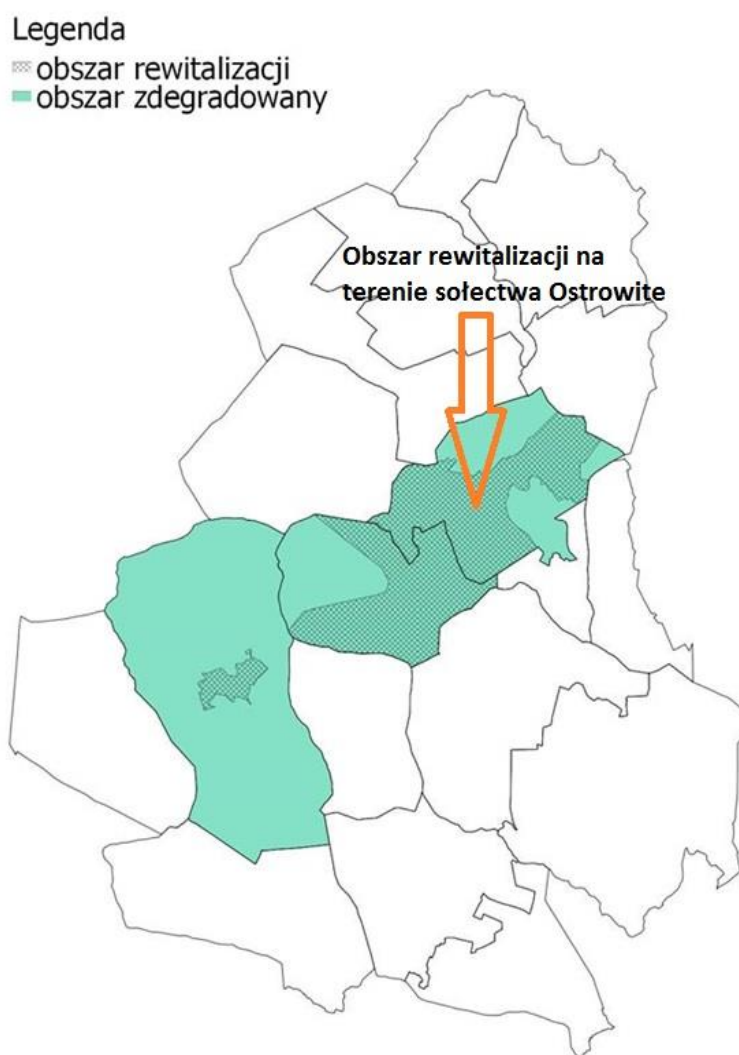 Legenda
obszar rewitalizacji
obszar zdegradowany
Obszar rewitalizacji na
terenie sołectwa Ostrowite